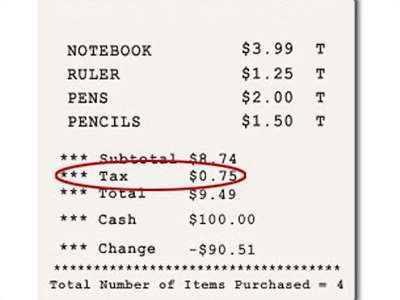 NOTEBOOK $3.99 T
RULER $1.25 T
PENS $2.00 T
PENCILS $1.50 T
*** Subtotal $8.74
*** Tax $0.75
*** Total $9.49
*** Cash $100.00
*** Change -$90.51
*************************************
Total Number of Items Purchased = 4